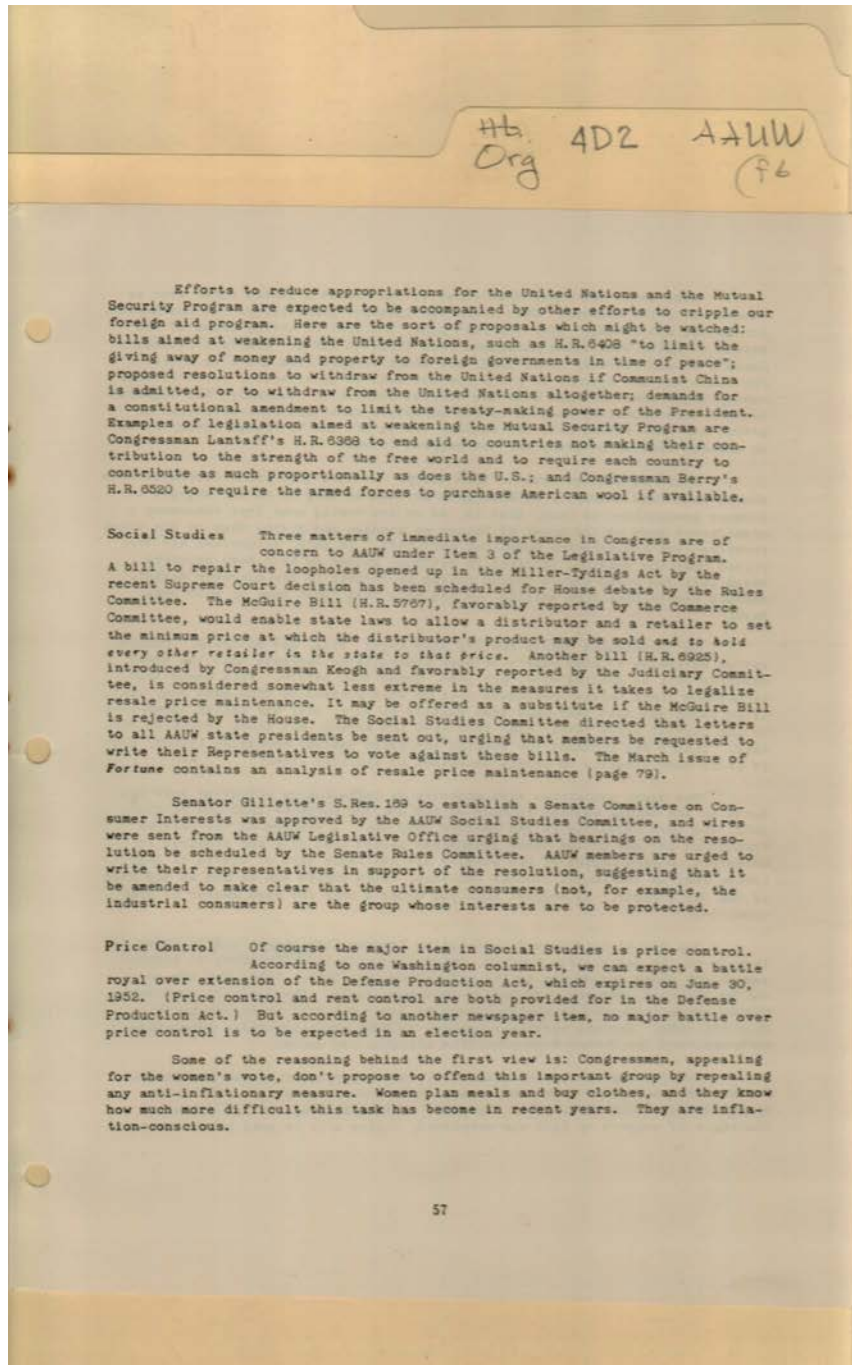 Hb. 4D2 AAUW
Org (f6
Efforts to reduce appropriations for the United Nations and the Mutual
Security Program are expected to be accompanied by other efforts to cripple our
foreign aid program. Here are the sort of proposals which might be watched:
bills aimed at weakening the United Nations, such as H.R.6408 "to limit the
giving away of money and property to foreign governments in time of peace";
proposed resolutions to withdraw from the United Nations if Communist China
is admitted, or to withdraw from the United Nations altogether; demands for
a constitutional amendment to limit the treaty-making power of the President.
Examples of legislation aimed at weakening the Mutual Security Program are
Congressman Lantaff's H.R.6368 to end aid to countries not making their con-
tribution to the strength of the free world and to require each country to
contribute as much proportionally as does the U.S.; and Congressman Berry's
H.R.6520 to require the armed forces to purchase American wool if available.
Social Studies Three matters of immediate importance in Congress are of
concern to AAUW under Item 3 of the Legislative Program.
A bill to repair the loopholes opened up in the Miller-Tydings Act by the
recent Supreme Court decision has been scheduled for House debate by the Rules
Committee. The McGuire Bill (H.R.5767), favorably reported by the Commerce
Committee, would enable state laws to allow a distributor and a retailer to set
the minimum price at which the distributor's product may be sold and to hold
every other retailer in the state to that price. Another bill (H.R.6925),
introduced by Congressman Keogh and favorably reported by the Judiciary Commit-
tee, is considered somewhat less extreme in the measures it takes to legalize
resale price maintenance. It may be offered as a substitute if the McGuire Bill
is rejected by the House. The Social Studies Committee directed that letters
to all AAUW state presidents be sent out, urging that members be requested to
write their Representatives to vote against these bills. The March issue of
Fortune contains an analysis of resale price maintenance (page 79).
Senator Gillette's S.Res.169 to establish a Senate Committee on Con-
sumer Interests was approved by the AAUW Social Studies Committee, and wires
were sent from the AAUW Legislative Office urging that hearings on the reso-
lution be scheduled by the Senate Rules Committee. AAUW members are urged to
write their representatives in support of the resolution, suggesting that it
be amended to make clear that the ultimate consumers (not, for example, the
industrial consumers) are the group whose interests are to be protected.
Price Control Of course the major item in Social Studies is price control.
According to one Washington columnist, we can expect a battle
royal over extension of the Defense Production Act, which expires on June 30,
1952. (Price control and rent control are both provided for in the Defense
Production Act.) But according to another newspaper item, no major battle over
price control is to be expected in an election year.
Some of the reasoning behind the first view is: Congressmen, appealing
for the women's vote, don't propose to offend this important group by repealing
any anti-inflationary measure. Women plan meals and buy clothes, and they know
how much more difficult this task has become in recent years. They are infla-
tion-conscious.
57